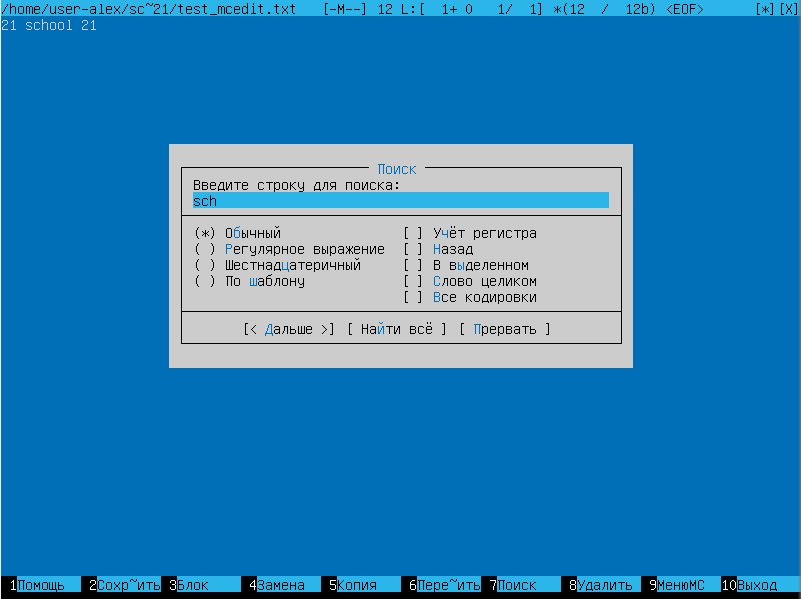 /home/user-alex/sc~21/test_mcedit.txt [-M--] 12 L:[ 1+ 0 1/ 1] *(12 / 12b) <EOF> [*][X]
21 school 21
Поиск
Введите строку для поиска:
sch
(*) Обычный [ ] Учёт регистра
( ) Регулярное выражение [ ] Назад
( ) Шестнадцатеричный [ ] В выделенном
( ) По шаблону [ ] Слово целиком
[ ] Все кодировки
[< Дальше >] [ Найти всё ] [ Прервать ]
1Помощь 2Сохр~ить 3Блок 4Замена 5Копия 6Пере~ить 7Поиск 8Удалить 9МенюMC 10Выход